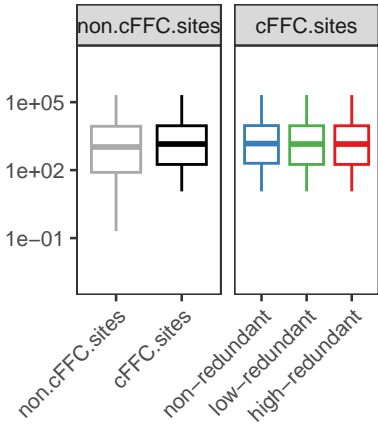 non.cFFC.sites
cFFC.sites
1e+05
1e+02
1e−01
non.cFFC.sites
cFFC.sites
non−redundant
low−redundant
high−redundant